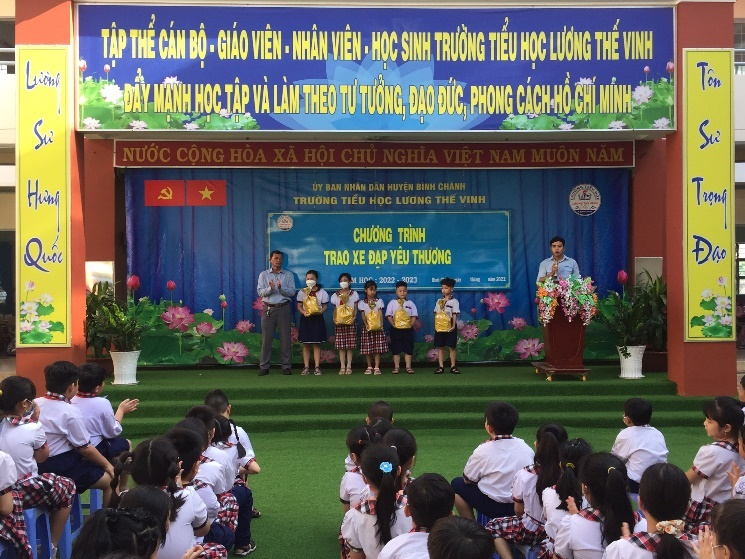 TẬP THỂ CÁN BỘ - GIÁO VIÊN - NHÂN VIÊN - HỌC SINH TRƯỜNG TIỂU HỌC LƯƠNG THẾ VINH
ĐẨY MẠNH HỌC TẬP VÀ LÀM THEO TƯ TƯỞNG, ĐẠO ĐỨC, PHONG CÁCH HỒ CHÍ MINH
Lương
Sư
Hưng
Quốc
Tôn
Sư
Trọng
Đạo
NƯỚC CỘNG HÒA XÃ HỘI CHỦ NGHĨA VIỆT NAM MUÔN NĂM
ỦY BAN NHÂN DÂN HUYỆN BÌNH CHÁNH
TRƯỜNG TIỂU HỌC LƯƠNG THẾ VINH
CHƯƠNG TRÌNH
TRAO XE ĐẠP YÊU THƯƠNG
HỌC - 2022 - 2023
tháng năm 2022